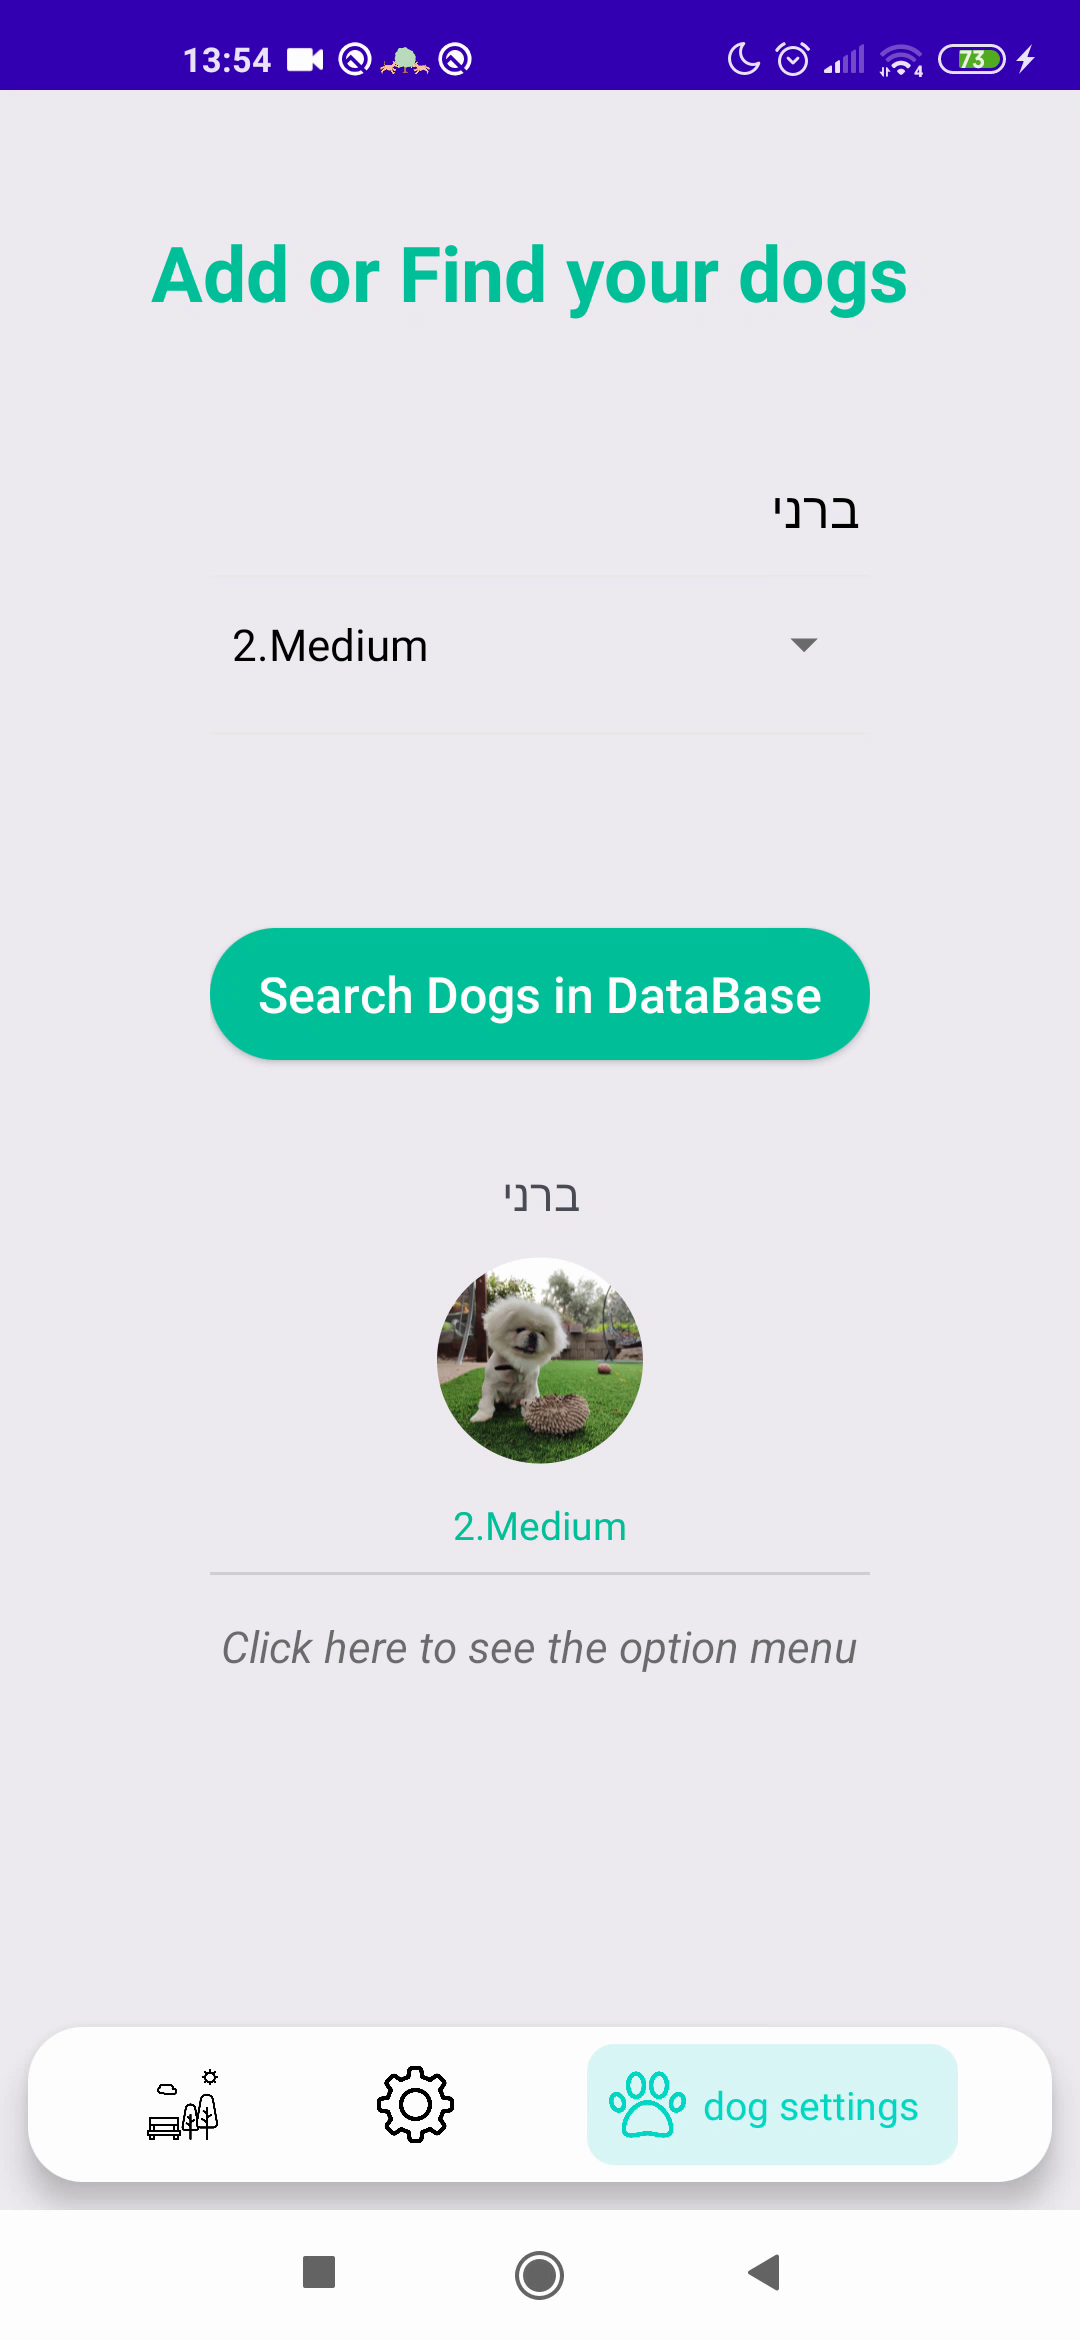 13:54
4
73
Add or Find your dogs
ברני
2.Medium
Search Dogs in DataBase
ברני
2.Medium
Click here to see the option menu
dog settings